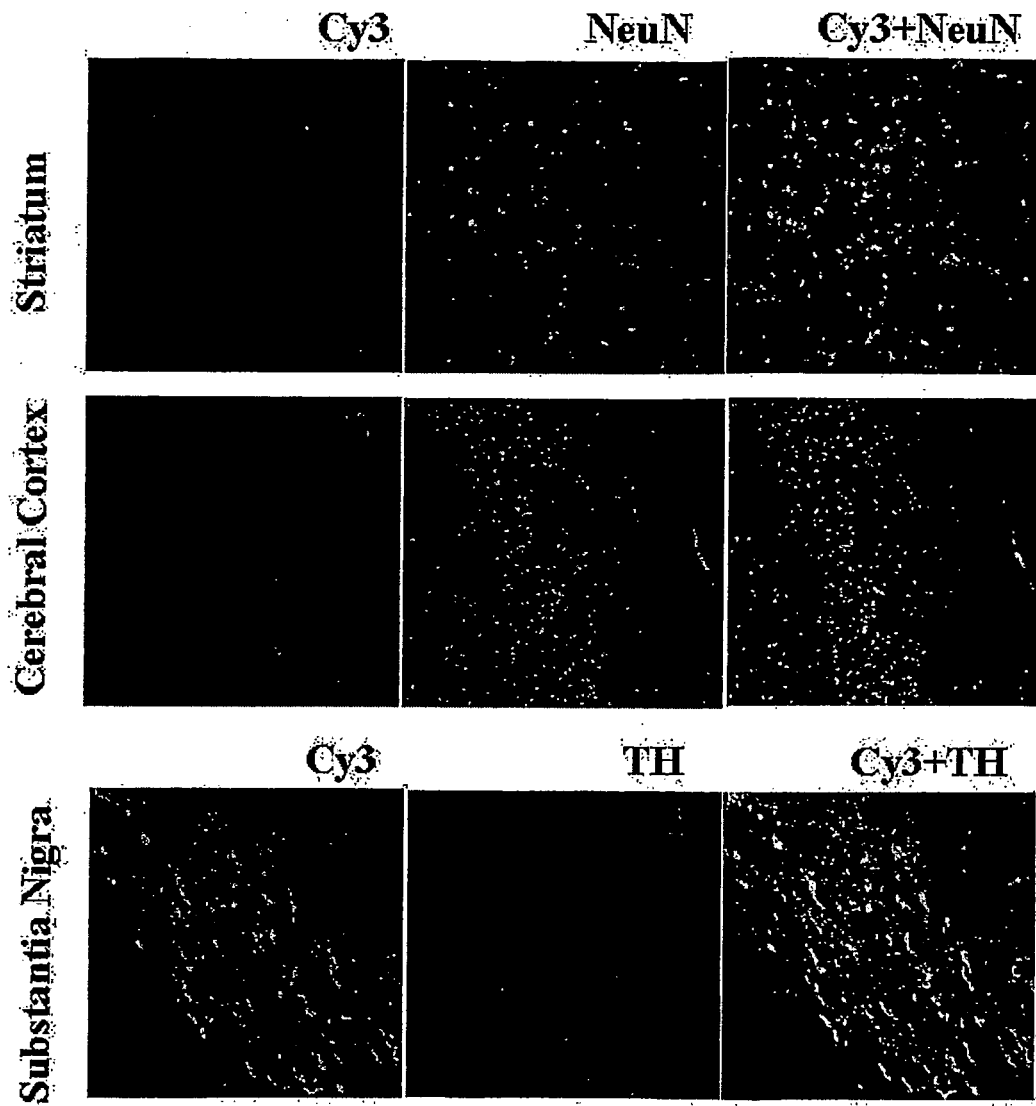 Cy3 NeuN Cy3+NeuN
Striatum
Cerebral Cortex
Cy3 TH Cy3+TH
Substantia Nigra